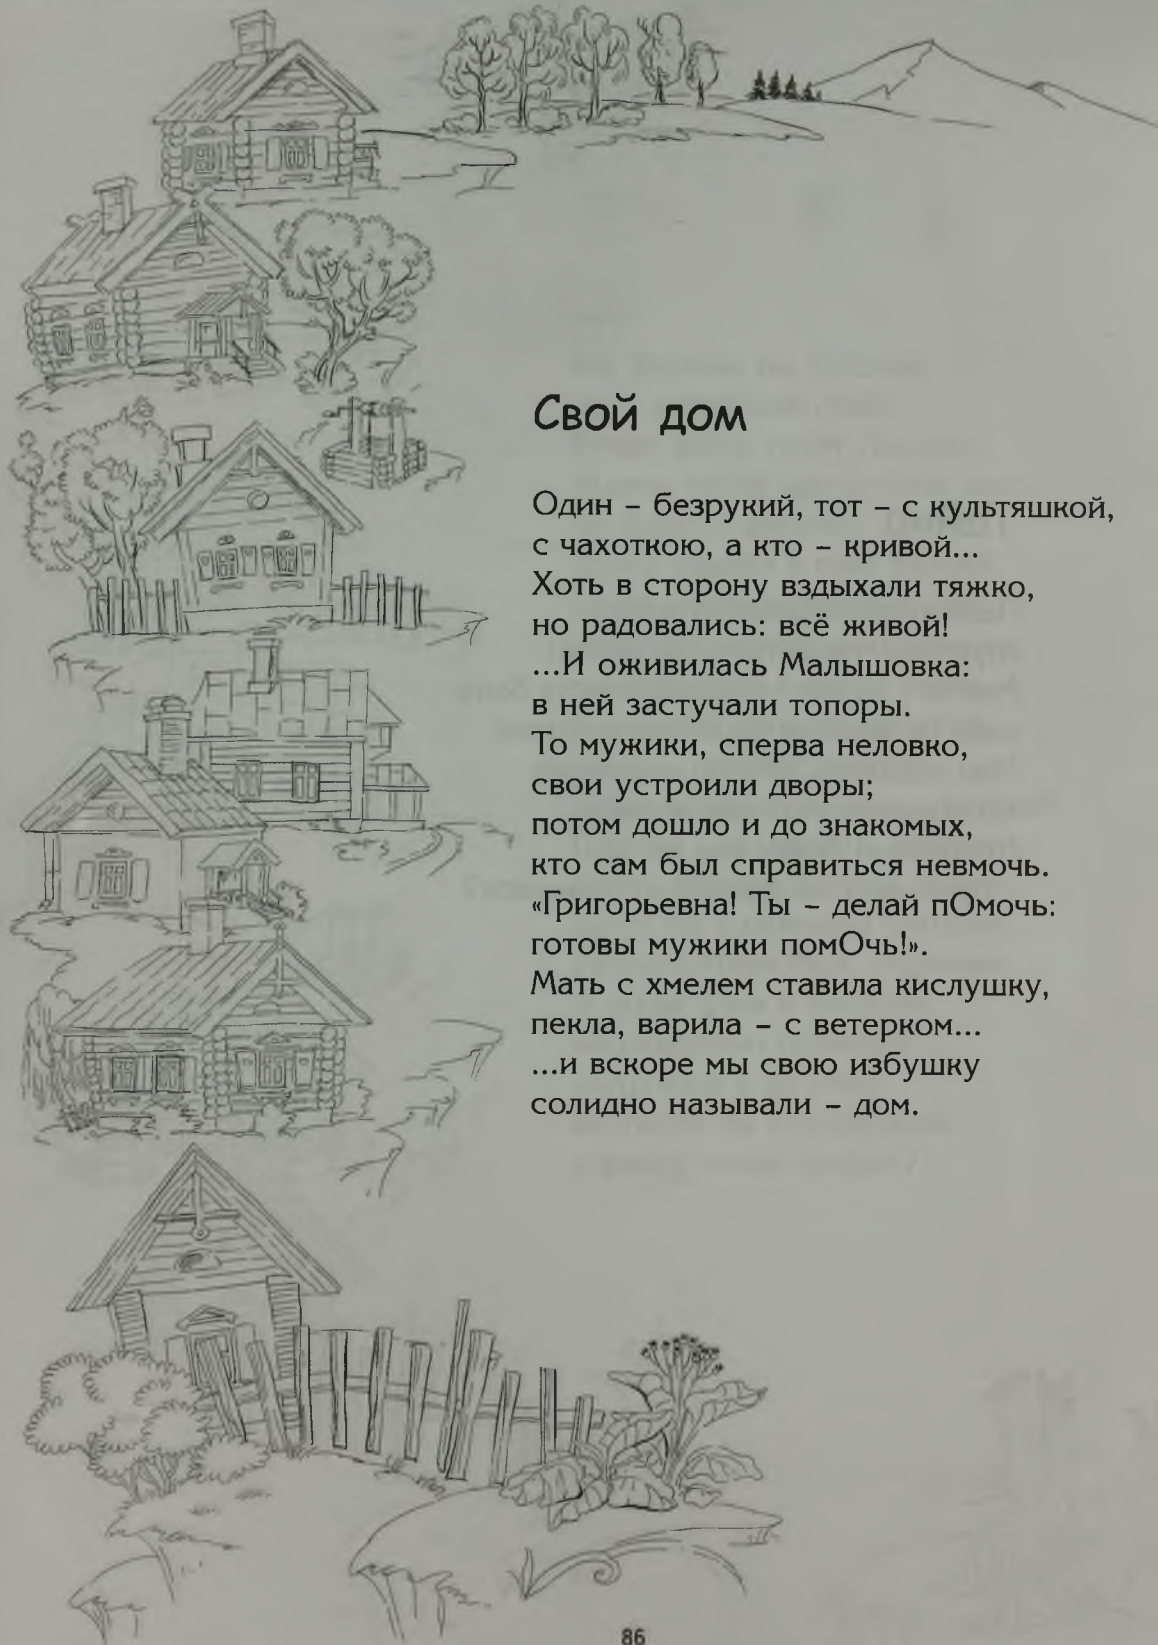 Свой дом
Один – безрукий, тот – с культяшкой,
с чахоткою, а кто – кривой...
Хоть в сторону вздыхали тяжко,
но радовались: всё живой!
...И оживилась Малышовка:
в ней застучали топоры.
То мужики, сперва неловко,
свои устроили дворы;
потом дошло и до знакомых,
кто сам был справиться невмочь.
«Григорьевна! Ты – делай пОмочь:
готовы мужики помОчь!».
Мать с хмелем ставила кислушку,
пекла, варила – с ветерком...
...и вскоре мы свою избушку
солидно называли – дом.
86